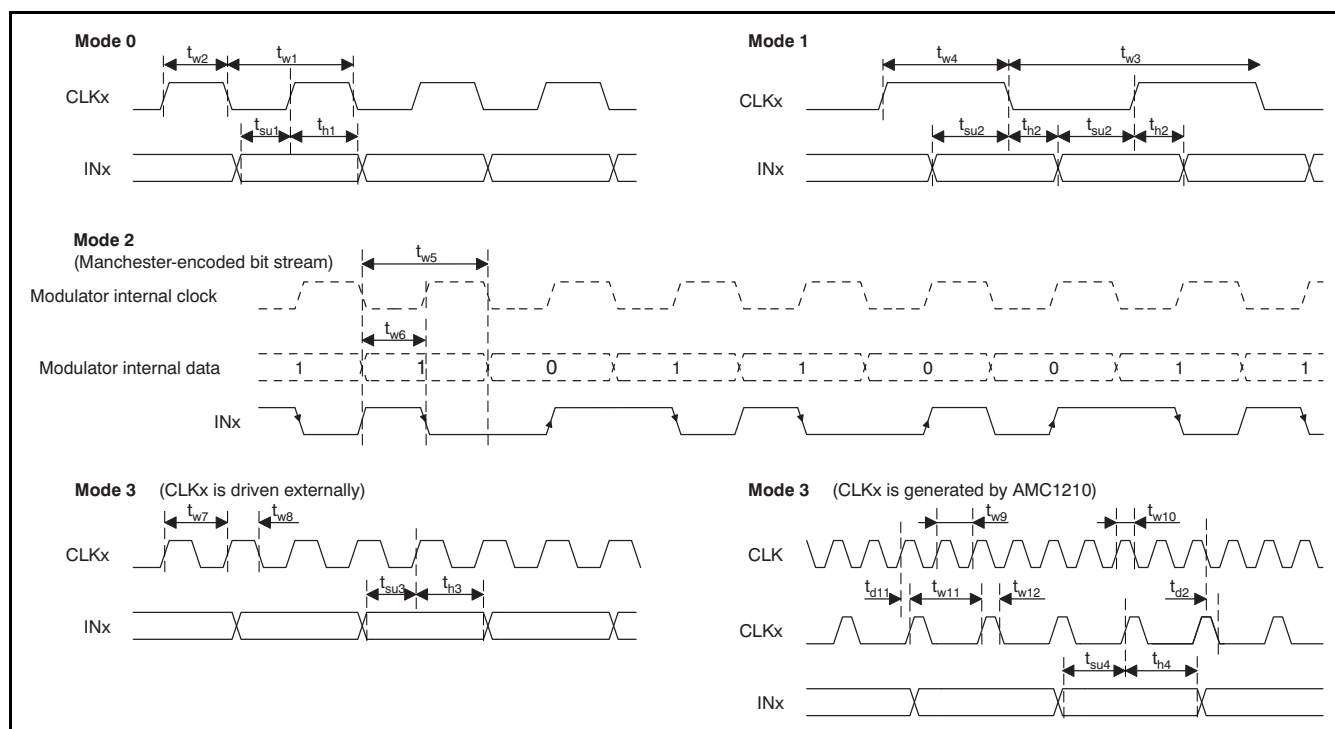 Mode 0
tw2
tw1
CLKx
tsu1
th1
INx
Mode 1
tw4
tw3
CLKx
tsu2
th2
tsu2
th2
INx
Mode 2
(Manchester-encoded bit stream)
tw5
Modulator internal clock
tw6
Modulator internal data
1 1 0 1 1 0 0 1 1
INx
Mode 3 (CLKx is driven externally)
tw7
tw8
CLKx
tsu3
th3
INx
Mode 3 (CLKx is generated by AMC1210)
tw9
tw10
CLK
td11
tw11
tw12
td2
CLKx
tsu4
th4
INx